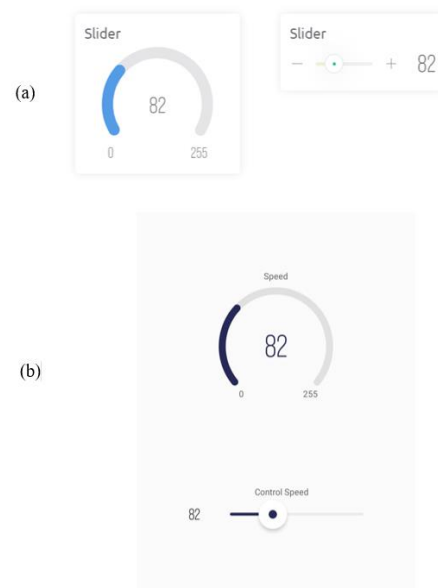 Slider
82
0 255
Slider
− + 82
(a)
Speed
82
0 255
(b)
Control Speed
82